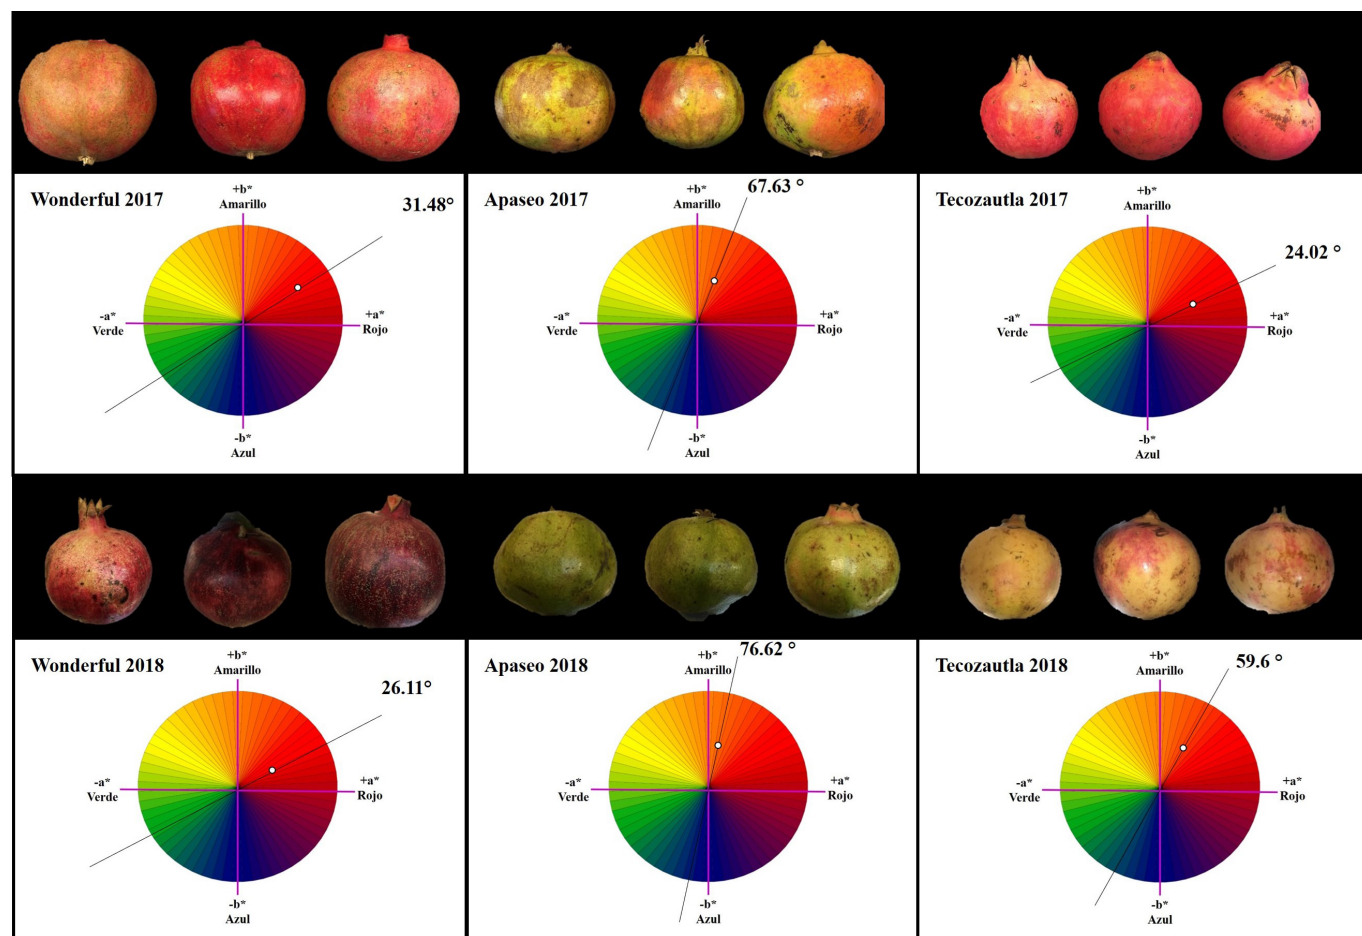 Wonderful 2017
+b*
Amarillo
31.48°
-a*
Verde
+a*
Rojo
-b*
Azul
Apaseo 2017
+b*
Amarillo
67.63 °
-a*
Verde
+a*
Rojo
-b*
Azul
Tecozautla 2017
+b*
Amarillo
24.02 °
-a*
Verde
+a*
Rojo
-b*
Azul
Wonderful 2018
+b*
Amarillo
26.11°
-a*
Verde
+a*
Rojo
-b*
Azul
Apaseo 2018
+b*
Amarillo
76.62 °
-a*
Verde
+a*
Rojo
-b*
Azul
Tecozautla 2018
+b*
Amarillo
59.6 °
-a*
Verde
+a*
Rojo
-b*
Azul